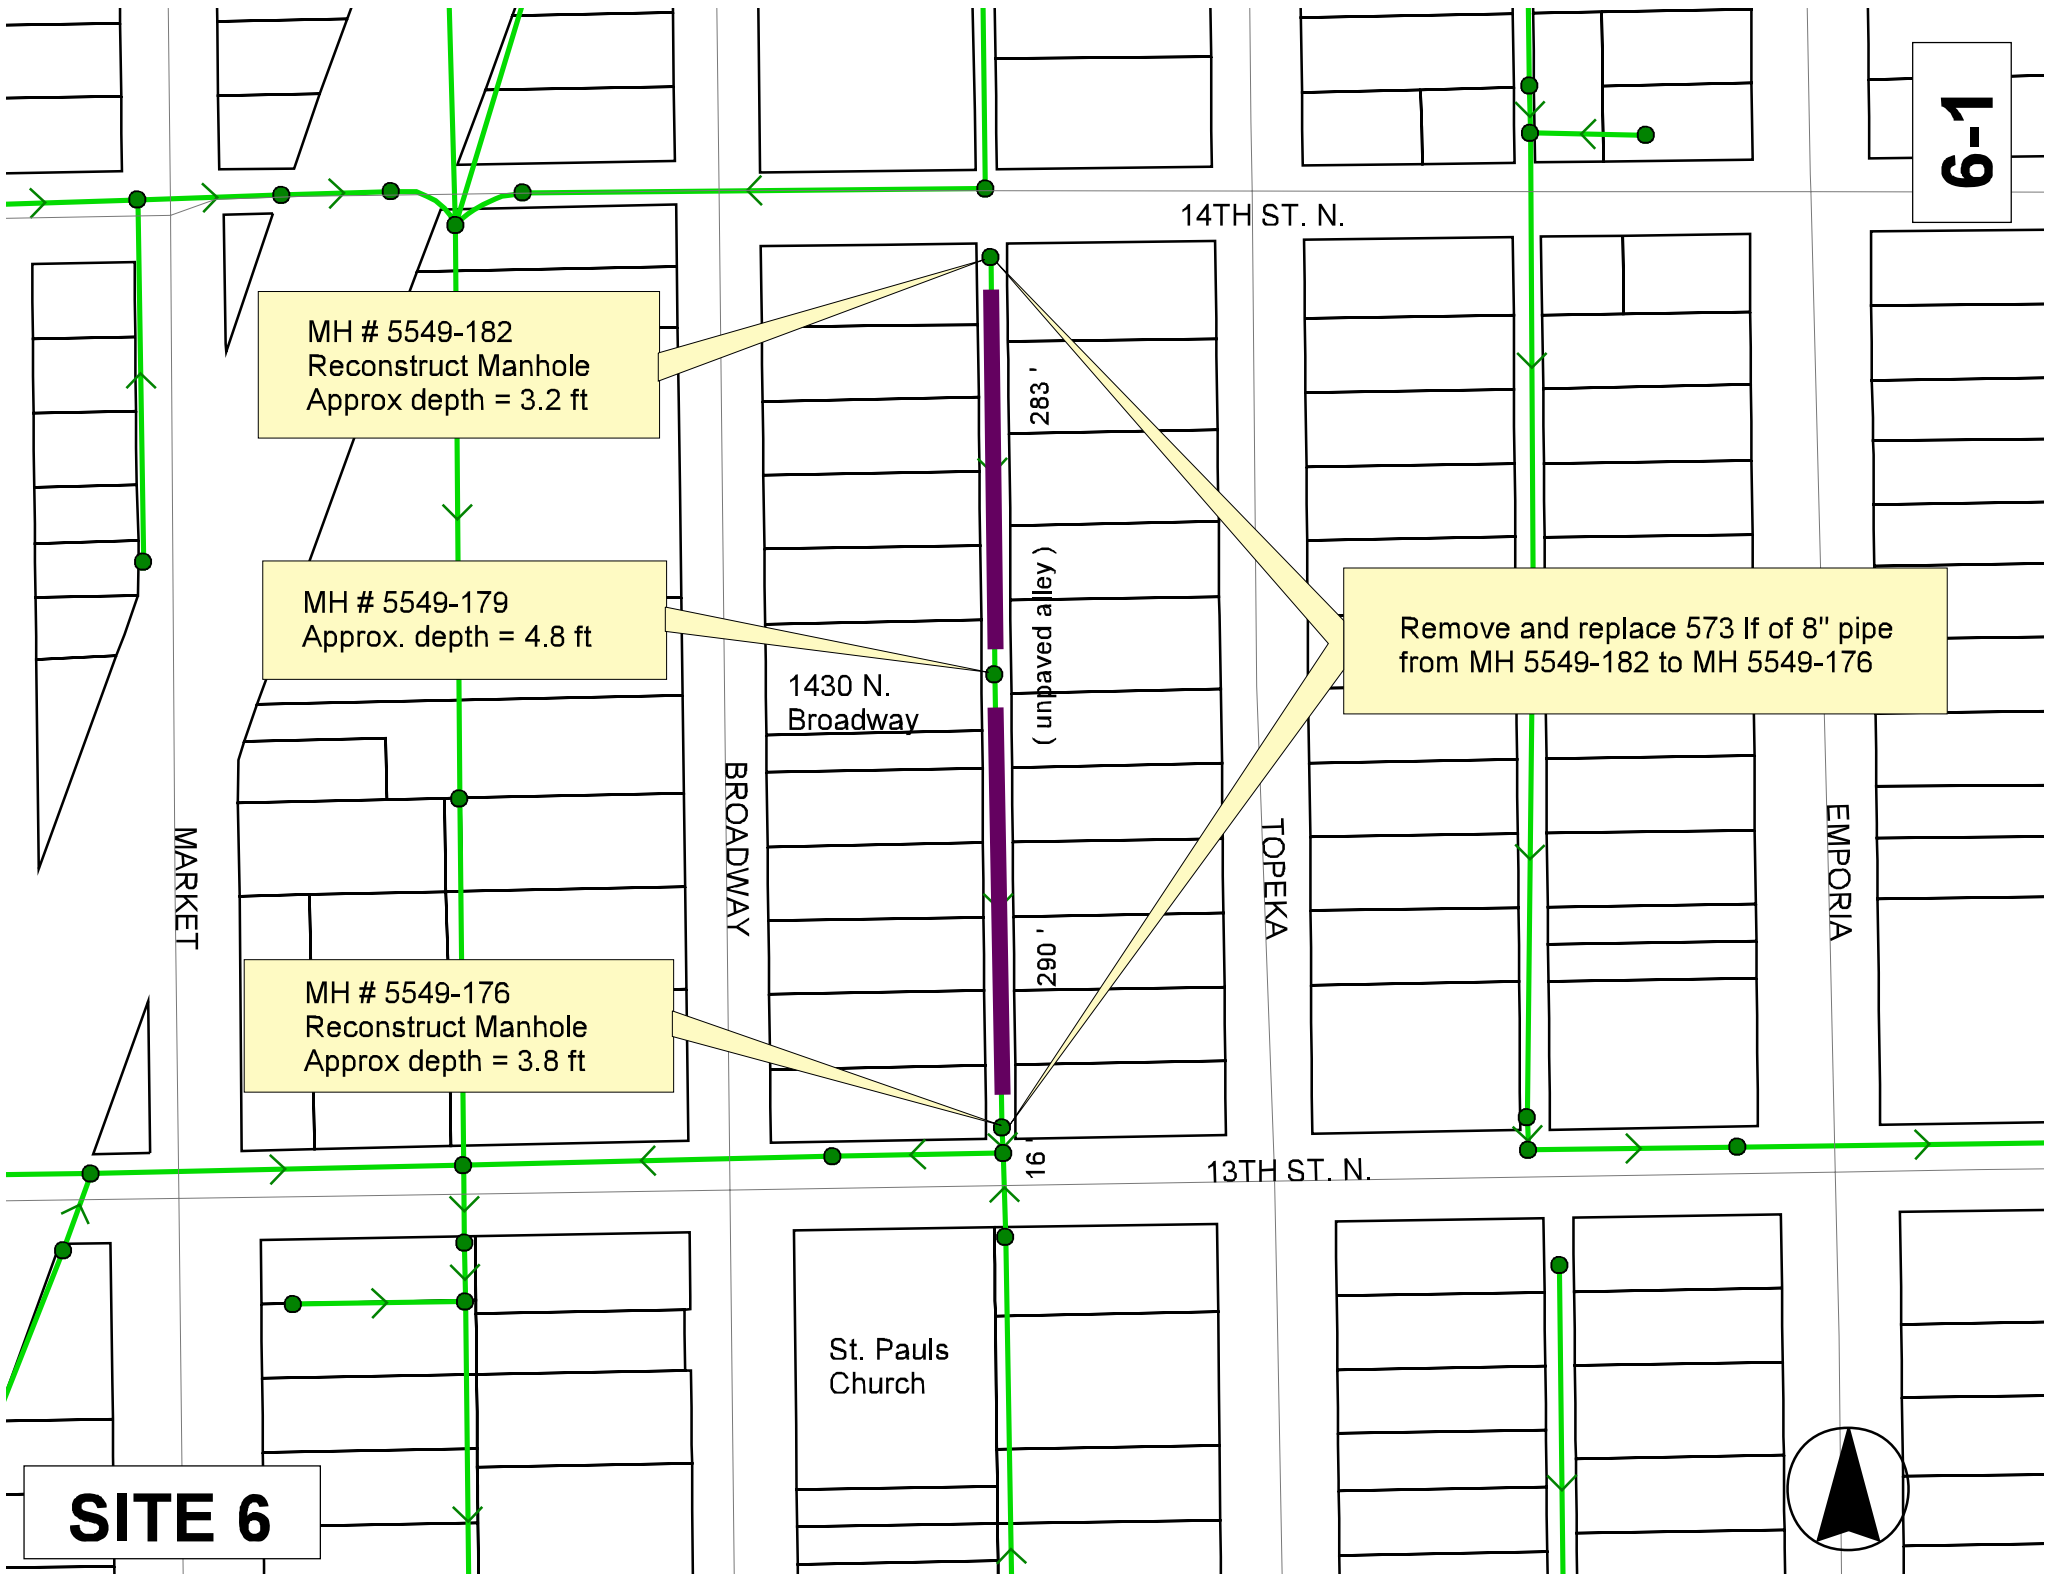 6-1
14TH ST. N.
MH # 5549-182
Reconstruct Manhole
Approx depth = 3.2 ft
283 '
MH # 5549-179
Approx. depth = 4.8 ft
( unpaved alley )
Remove and replace 573 lf of 8" pipe
from MH 5549-182 to MH 5549-176
1430 N.
Broadway
MARKET
BROADWAY
TOPEKA
EMPORIA
290 '
MH # 5549-176
Reconstruct Manhole
Approx depth = 3.8 ft
16 '
13TH ST. N.
St. Pauls
Church
SITE 6